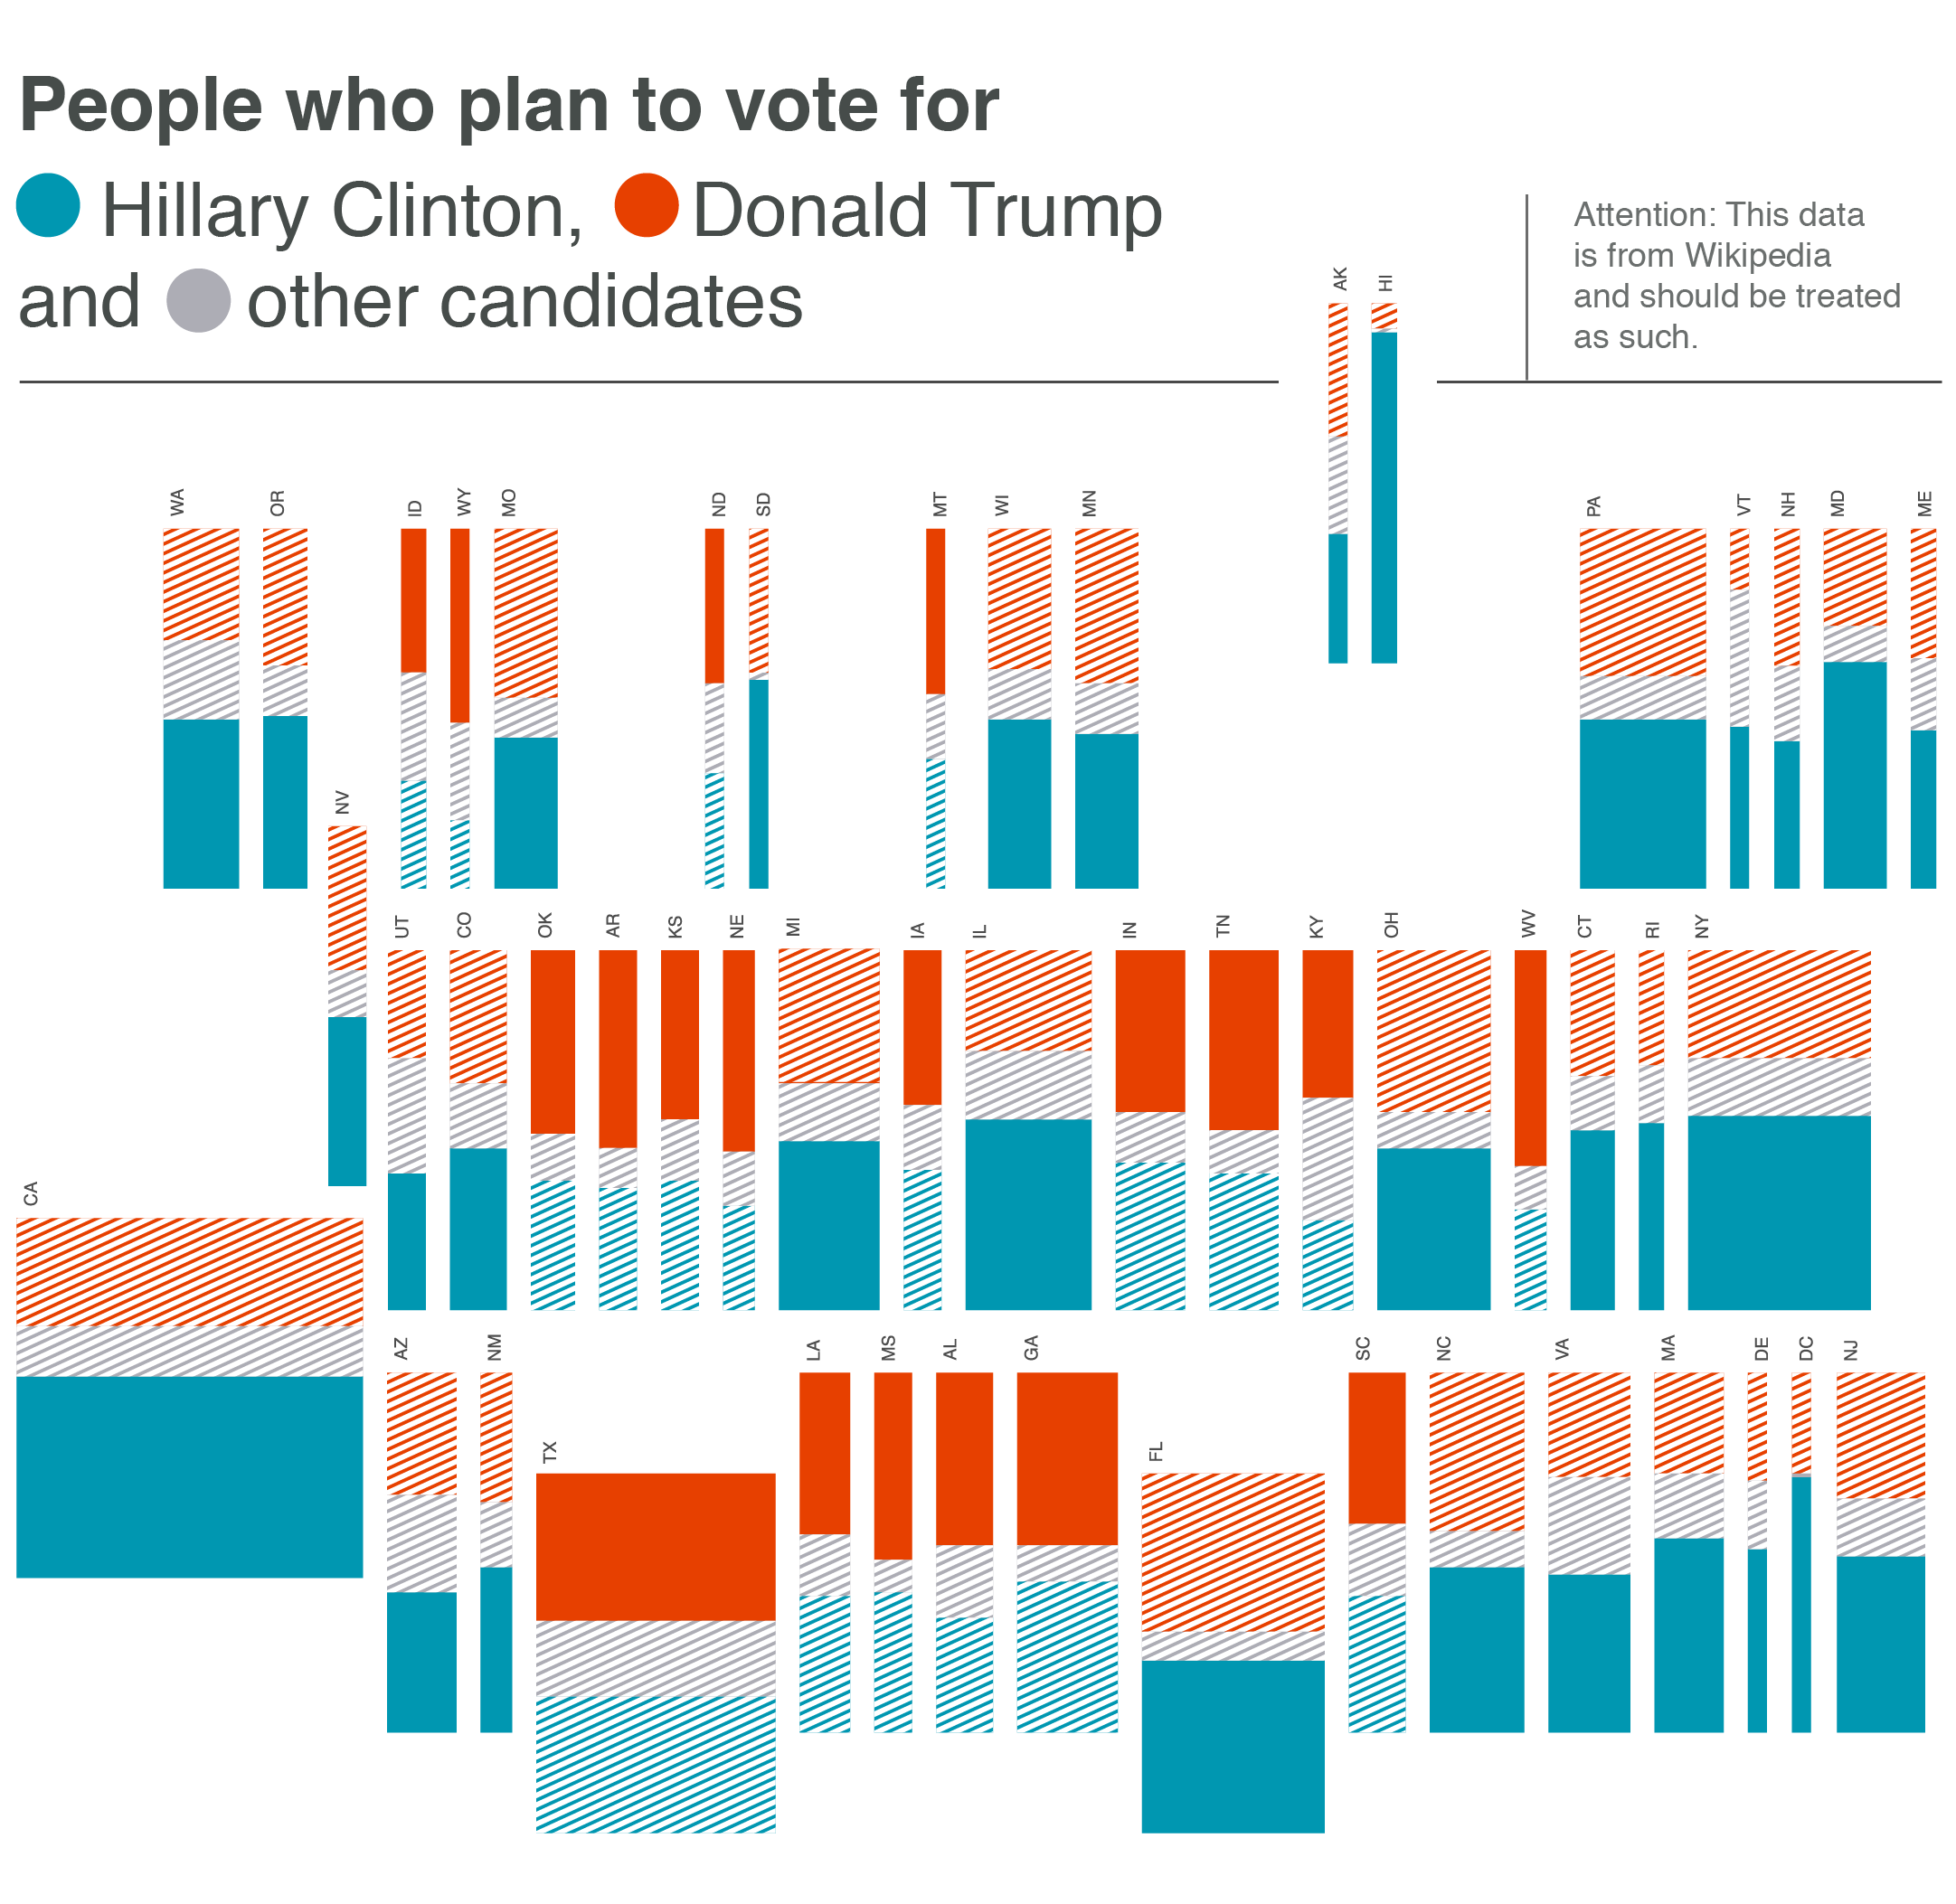 People who plan to vote for
Hillary Clinton, Donald Trump
and other candidates
Attention: This data
is from Wikipedia
and should be treated
as such.
AK HI
WA OR ID WY MO ND SD MT WI MN PA VT NH MD ME
NV
UT CO OK AR KS NE MI IA IL IN TN KY OH WV CT RI NY
CA
AZ NM LA MS AL GA SC NC VA MA DE DC NJ
TX FL